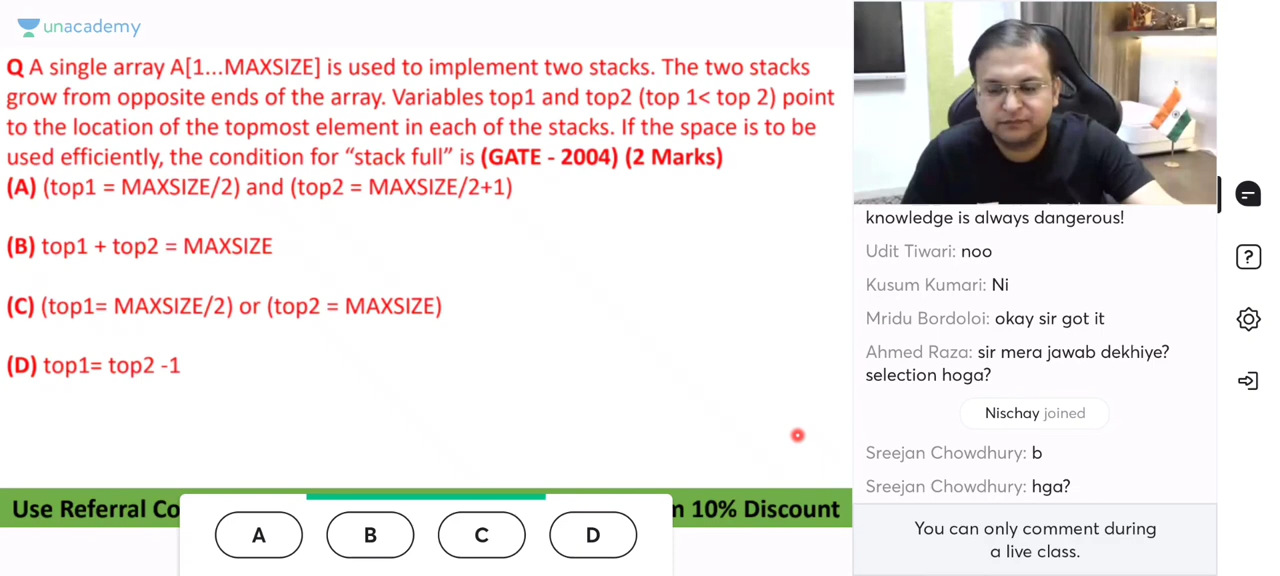 unacademy
Q A single array A[1...MAXSIZE] is used to implement two stacks. The two stacks
grow from opposite ends of the array. Variables top1 and top2 (top 1< top 2) point
to the location of the topmost element in each of the stacks. If the space is to be
used efficiently, the condition for “stack full” is (GATE - 2004) (2 Marks)
(A) (top1 = MAXSIZE/2) and (top2 = MAXSIZE/2+1)
(B) top1 + top2 = MAXSIZE
(C) (top1= MAXSIZE/2) or (top2 = MAXSIZE)
(D) top1= top2 -1
Use Referral Co
10% Discount
A B C D
knowledge is always dangerous!
Udit Tiwari: noo
Kusum Kumari: Ni
Mridu Bordoloi: okay sir got it
Ahmed Raza: sir mera jawab dekhiye?
selection hoga?
Nischay joined
Sreejan Chowdhury: b
Sreejan Chowdhury: hga?
You can only comment during
a live class.
?